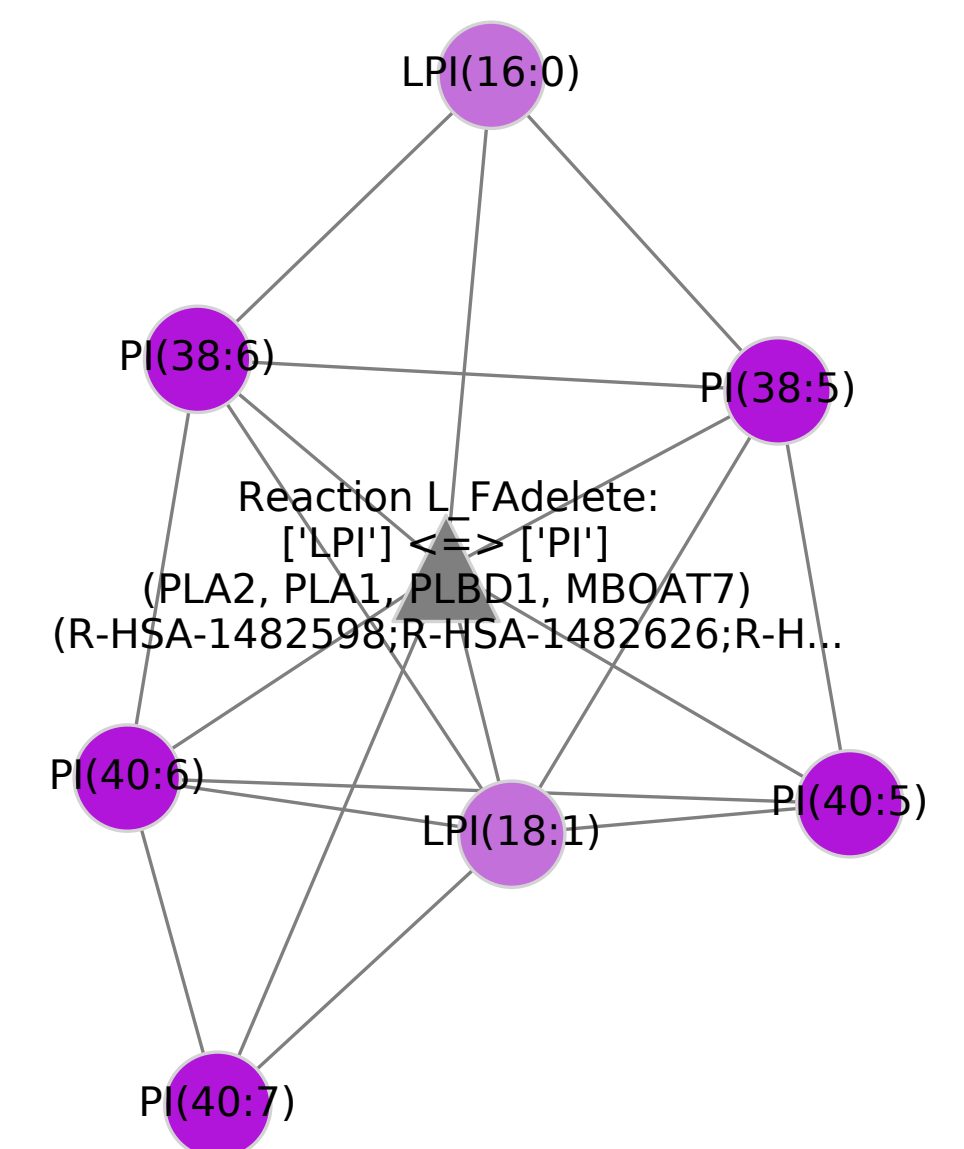 LPI(16:0)
PI(38:6)
PI(38:5)
Reaction L_FAdelete:
['LPI'] <=> ['PI']
(PLA2, PLA1, PLBD1, MBOAT7)
(R-HSA-1482598;R-HSA-1482626;R-H...
PI(40:6)
PI(40:5)
LPI(18:1)
PI(40:7)